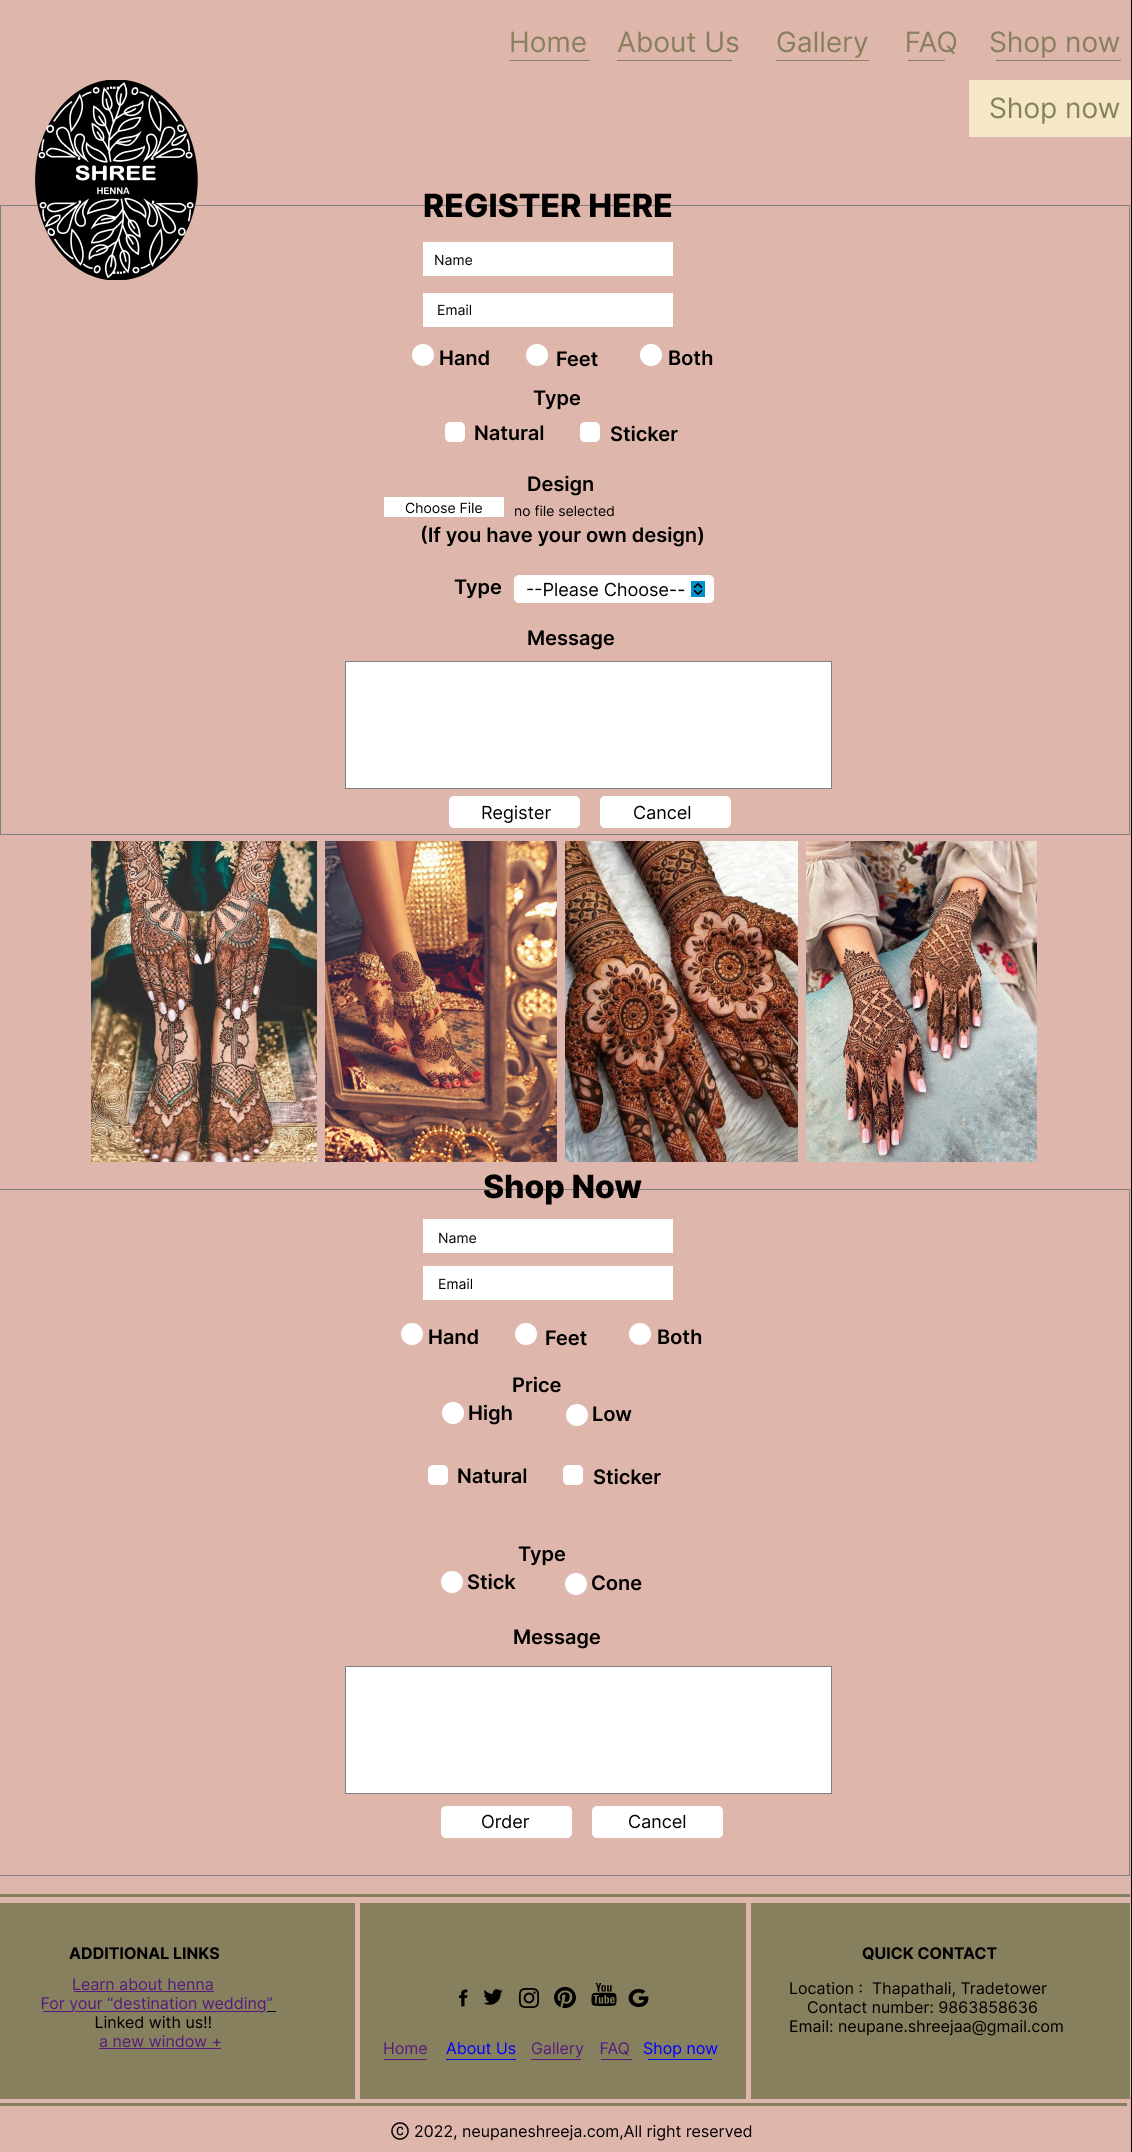 Home About Us Gallery FAQ Shop now
Shop now
SHREE
HENNA
REGISTER HERE
Name
Email
Hand Feet Both
Type
Natural Sticker
Design
Choose File no file selected
(If you have your own design)
Type --Please Choose--
Message
Register Cancel
Shop Now
Name
Email
Hand Feet Both
Price
High Low
Natural Sticker
Type
Stick Cone
Message
Order Cancel
ADDITIONAL LINKS
Learn about henna
For your “destination wedding”
Linked with us!!
a new window +
You
Tube
Home About Us Gallery FAQ Shop now
QUICK CONTACT
Location : Thapathali, Tradetower
Contact number: 9863858636
Email: neupane.shreejaa@gmail.com
© 2022, neupaneshreeja.com,All right reserved